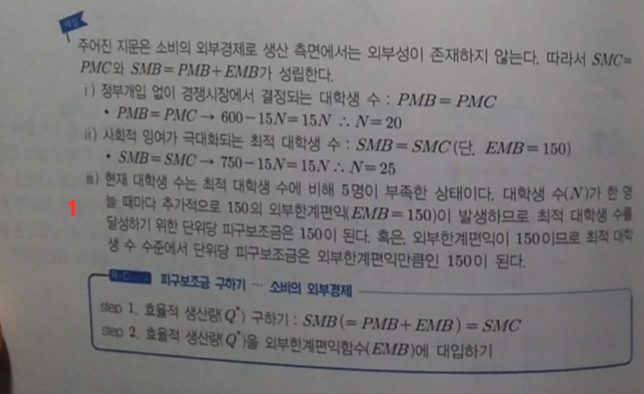 해설
주어진 지문은 소비의 외부경제로 생산 측면에서는 외부성이 존재하지 않는다. 따라서 SMC=
PMC와 SMB=PMB+EMB가 성립한다.
i) 정부개입 없이 경쟁시장에서 결정되는 대학생 수 : PMB=PMC
• PMB=PMC → 600-15N=15N ∴ N=20
ii) 사회적 잉여가 극대화되는 최적 대학생 수 : SMB=SMC(단, EMB=150)
• SMB=SMC → 750-15N=15N ∴ N=25
iii) 현재 대학생 수는 최적 대학생 수에 비해 5명이 부족한 상태이다. 대학생 수(N)가 한 명
1 늘 때마다 추가적으로 150의 외부한계편익(EMB=150)이 발생하므로 최적 대학생 수를
달성하기 위한 단위당 피구보조금은 150이 된다. 혹은, 외부한계편익이 150이므로 최적 대학
생 수 수준에서 단위당 피구보조금은 외부한계편익만큼인 150이 된다.
피구보조금 구하기 … 소비의 외부경제
step 1. 효율적 생산량(Q*) 구하기 : SMB(=PMB+EMB)=SMC
step 2. 효율적 생산량(Q*)을 외부한계편익함수(EMB)에 대입하기